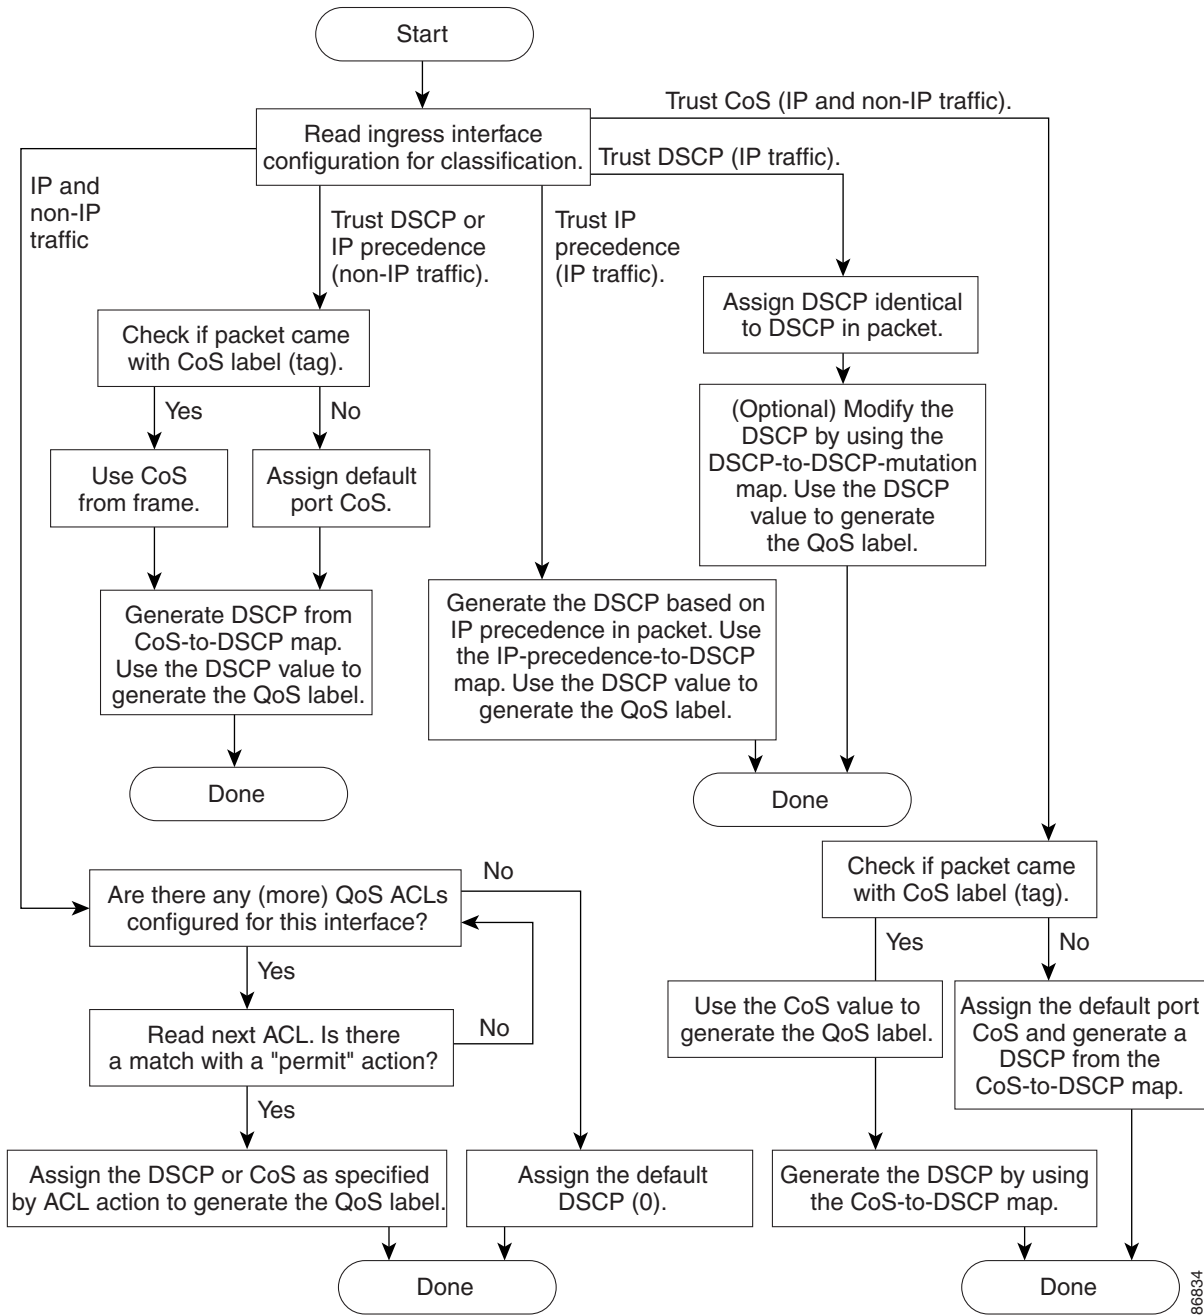 Start
Trust CoS (IP and non-IP traffic).
Read ingress interface
configuration for classification.
Trust DSCP (IP traffic).
IP and
non-IP
traffic
Trust DSCP or
IP precedence
(non-IP traffic).
Trust IP
precedence
(IP traffic).
Assign DSCP identical
to DSCP in packet.
Check if packet came
with CoS label (tag).
Yes
No
(Optional) Modify the
DSCP by using the
DSCP-to-DSCP-mutation
map. Use the DSCP
value to generate
the QoS label.
Use CoS
from frame.
Assign default
port CoS.
Generate DSCP from
CoS-to-DSCP map.
Use the DSCP value to
generate the QoS label.
Generate the DSCP based on
IP precedence in packet. Use
the IP-precedence-to-DSCP
map. Use the DSCP value to
generate the QoS label.
Done
Done
Check if packet came
with CoS label (tag).
Are there any (more) QoS ACLs
configured for this interface?
No
Yes
Yes
No
Read next ACL. Is there
a match with a "permit" action?
No
Use the CoS value to
generate the QoS label.
Assign the default port
CoS and generate a
DSCP from the
CoS-to-DSCP map.
Yes
Assign the DSCP or CoS as specified
by ACL action to generate the QoS label.
Assign the default
DSCP (0).
Generate the DSCP by using
the CoS-to-DSCP map.
Done
Done
86834